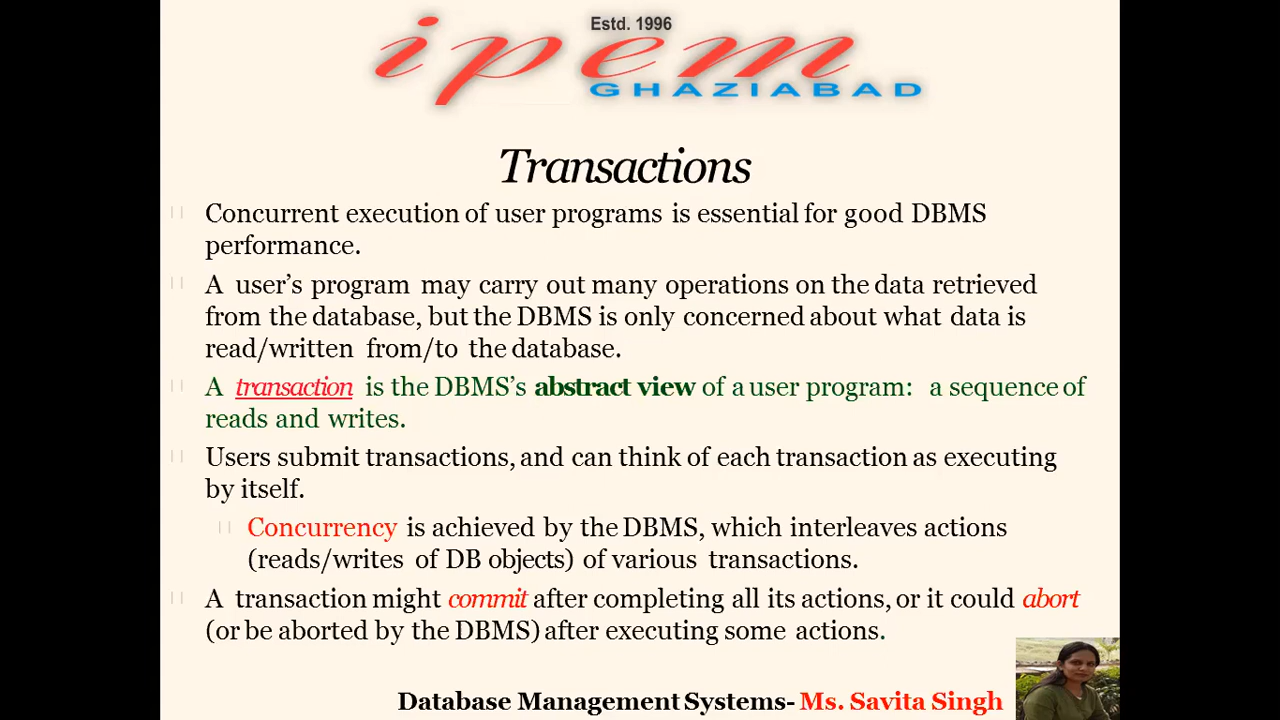 Estd. 1996
ipem
GHAZIABAD
Transactions
Concurrent execution of user programs is essential for good DBMS
performance.
A user’s program may carry out many operations on the data retrieved
from the database, but the DBMS is only concerned about what data is
read/written from/to the database.
A transaction is the DBMS’s abstract view of a user program: a sequence of
reads and writes.
Users submit transactions, and can think of each transaction as executing
by itself.
Concurrency is achieved by the DBMS, which interleaves actions
(reads/writes of DB objects) of various transactions.
A transaction might commit after completing all its actions, or it could abort
(or be aborted by the DBMS) after executing some actions.
Database Management Systems- Ms. Savita Singh